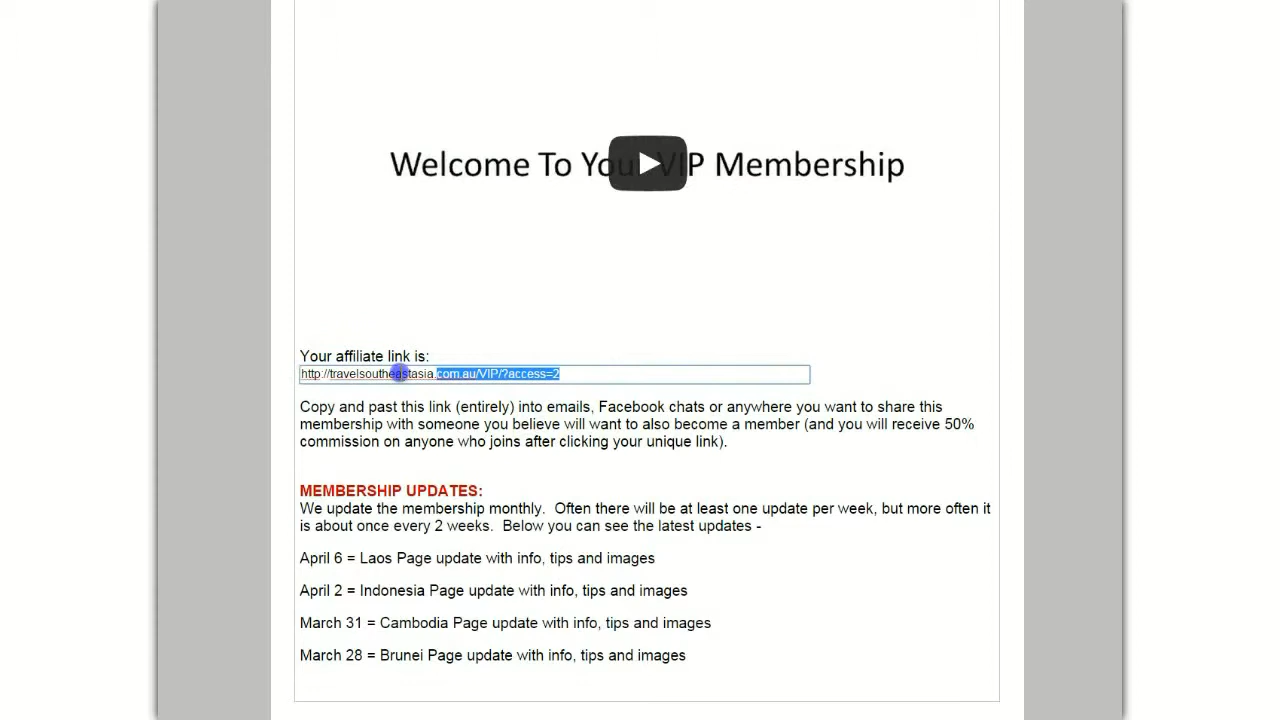 Welcome To Your VIP Membership
Your affiliate link is:
http://travelsoutheastasia.com.au/VIP/?access=2
Copy and past this link (entirely) into emails, Facebook chats or anywhere you want to share this
membership with someone you believe will want to also become a member (and you will receive 50%
commission on anyone who joins after clicking your unique link).
MEMBERSHIP UPDATES:
We update the membership monthly.  Often there will be at least one update per week, but more often it
is about once every 2 weeks.  Below you can see the latest updates -
April 6 = Laos Page update with info, tips and images
April 2 = Indonesia Page update with info, tips and images
March 31 = Cambodia Page update with info, tips and images
March 28 = Brunei Page update with info, tips and images